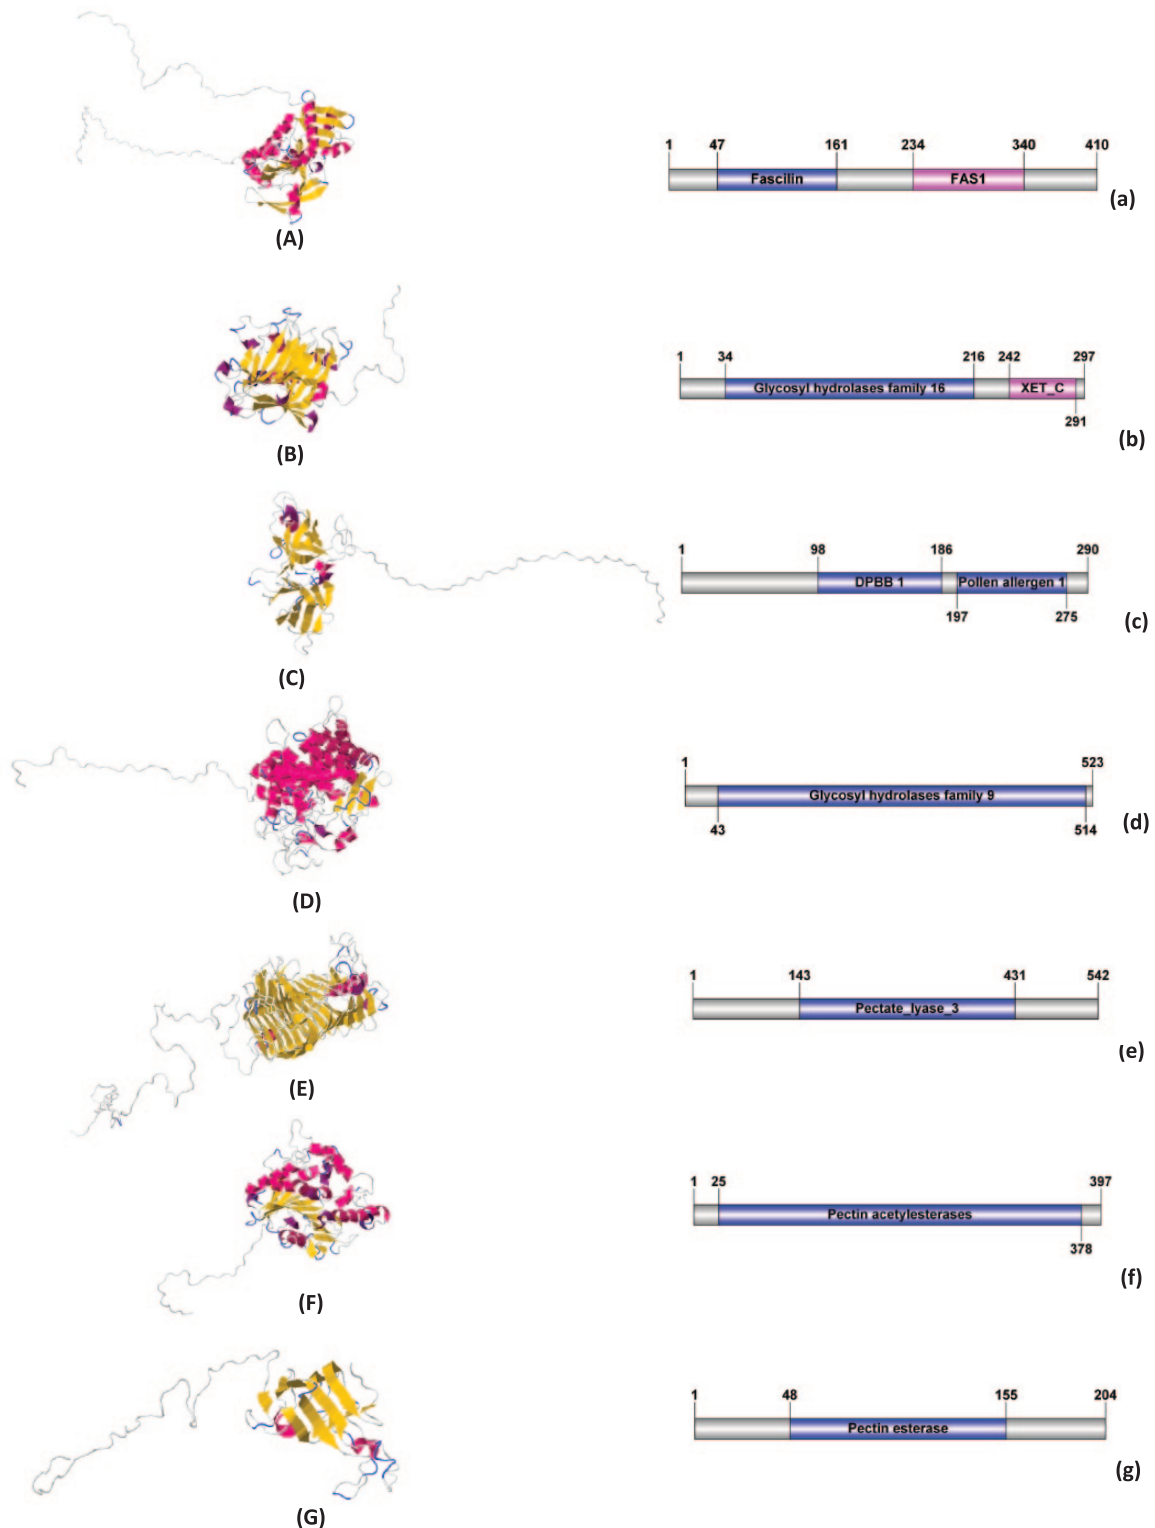 1 47 161 234 340 410
Fascilin FAS1
(a)
(A)
1 34 216 242 297
Glycosyl hydrolases family 16 XET_C
291
(b)
(B)
1 98 186 290
DPBB 1 Pollen allergen 1
197 275
(c)
(C)
1 523
Glycosyl hydrolases family 9
43 514
(d)
(D)
1 143 431 542
Pectate_lyase_3
(e)
(E)
1 25 397
Pectin acetylesterases
378
(f)
(F)
1 48 155 204
Pectin esterase
(g)
(G)